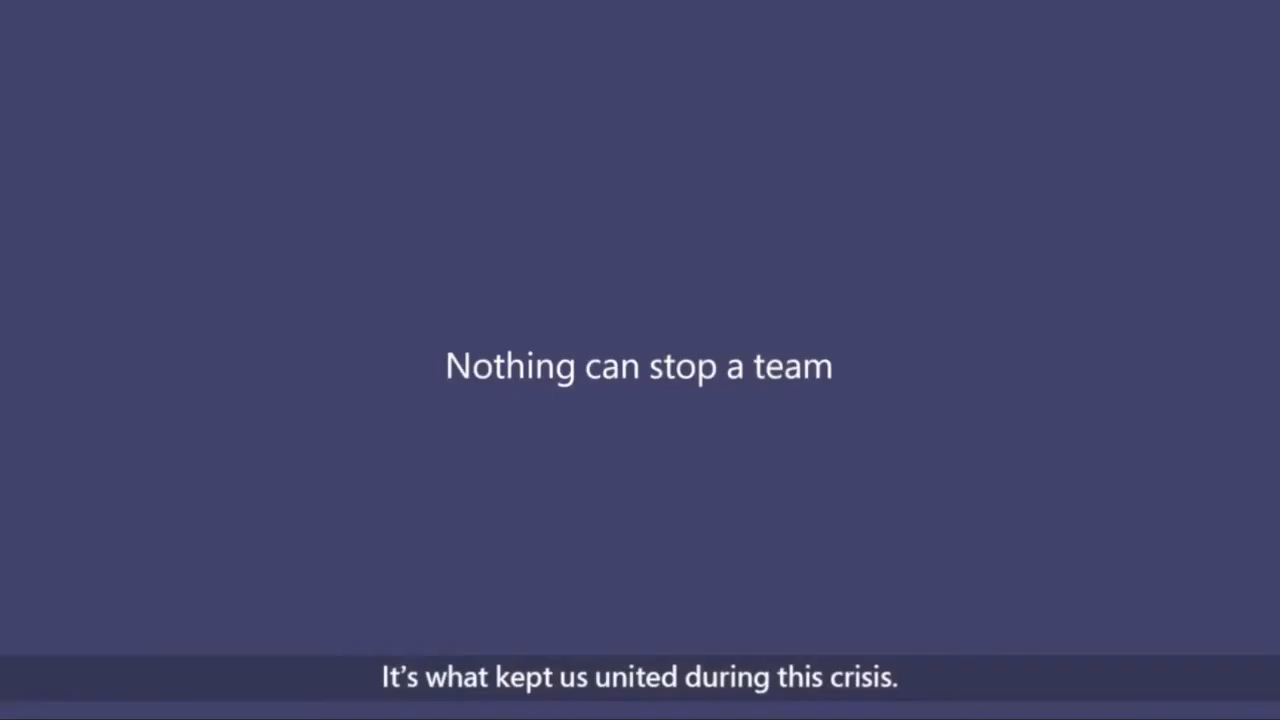 Nothing can stop a team
It’s what kept us united during this crisis.